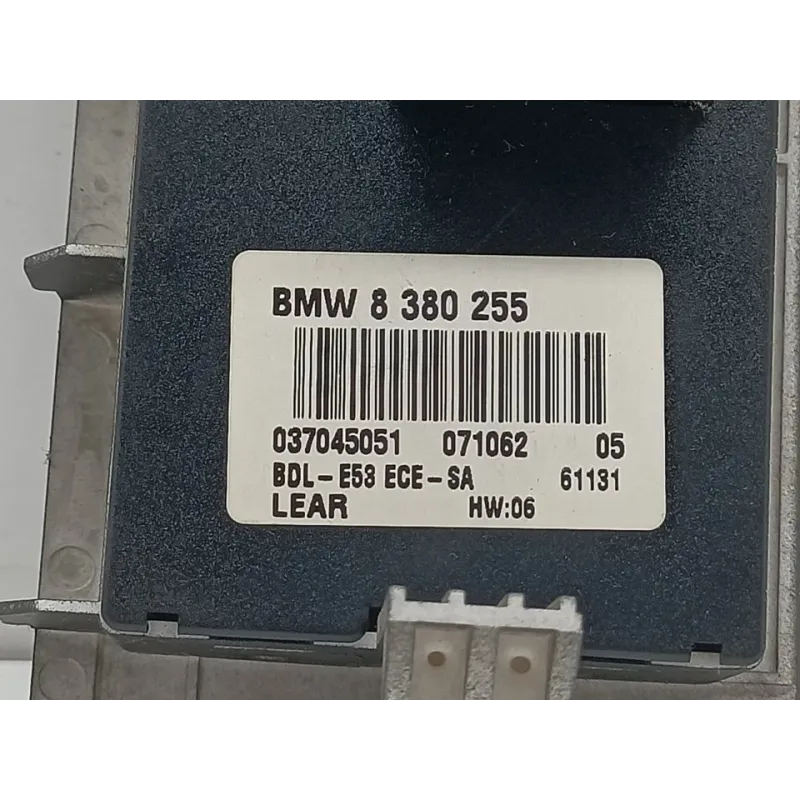 BMW 8 380 255
037045051 071062 05
BDL-E53 ECE-SA 61131
LEAR HW:06